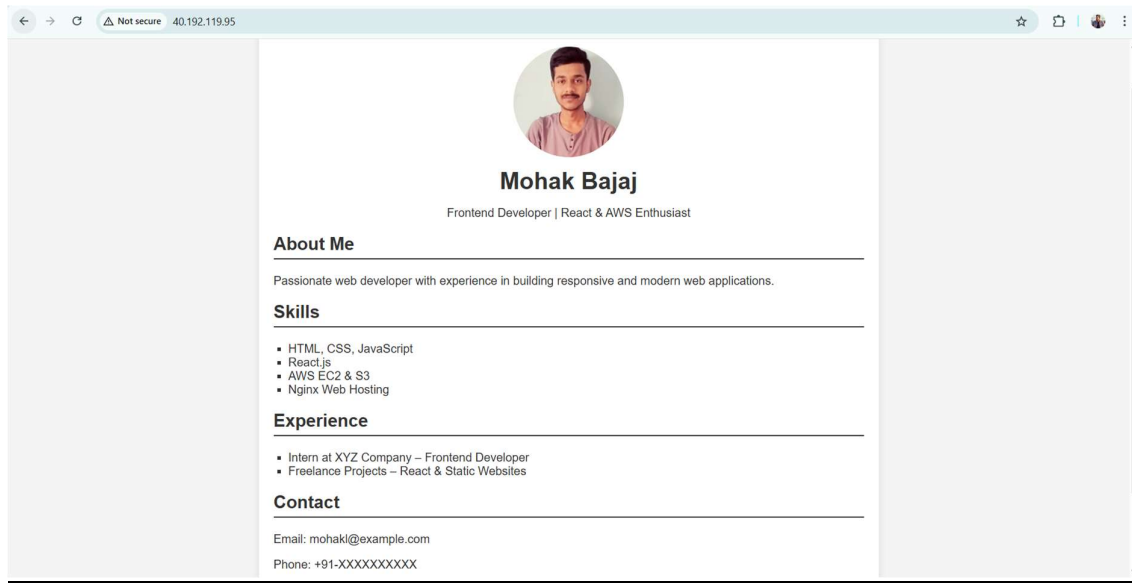 Not secure 40.192.119.95
Mohak Bajaj
Frontend Developer | React & AWS Enthusiast
About Me
Passionate web developer with experience in building responsive and modern web applications.
Skills
HTML, CSS, JavaScript
React.js
AWS EC2 & S3
Nginx Web Hosting
Experience
Intern at XYZ Company – Frontend Developer
Freelance Projects – React & Static Websites
Contact
Email: mohakl@example.com
Phone: +91-XXXXXXXXXX